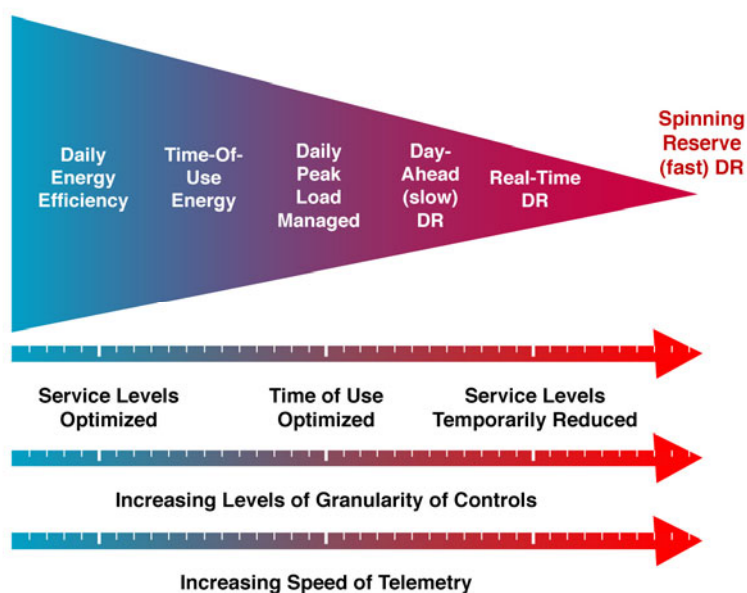 Daily
Energy
Efficiency
Time-Of-
Use
Energy
Daily
Peak
Load
Managed
Day-
Ahead
(slow)
DR
Real-Time
DR
Spinning
Reserve
(fast) DR
Service Levels
Optimized
Time of Use
Optimized
Service Levels
Temporarily Reduced
Increasing Levels of Granularity of Controls
Increasing Speed of Telemetry